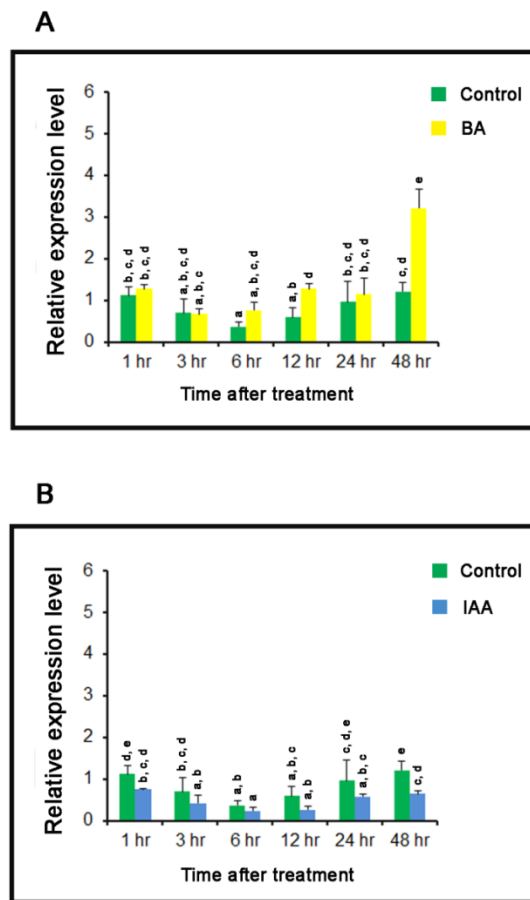 A
Control
BA
Relative expression level
6
5
4
3
2
1
0
b, c, d
b, c, d
a, b, c, d
a, b, c
a
a, b, c, d
a, b
d
b, c, d
b, c, d
c, d
e
1 hr 3 hr 6 hr 12 hr 24 hr 48 hr
Time after treatment
B
Control
IAA
Relative expression level
6
5
4
3
2
1
0
d, e
b, c, d
b, c, d
a, b
a, b
a
a, b, c
a, b
c, d, e
a, b, c
e
c, d
1 hr 3 hr 6 hr 12 hr 24 hr 48 hr
Time after treatment